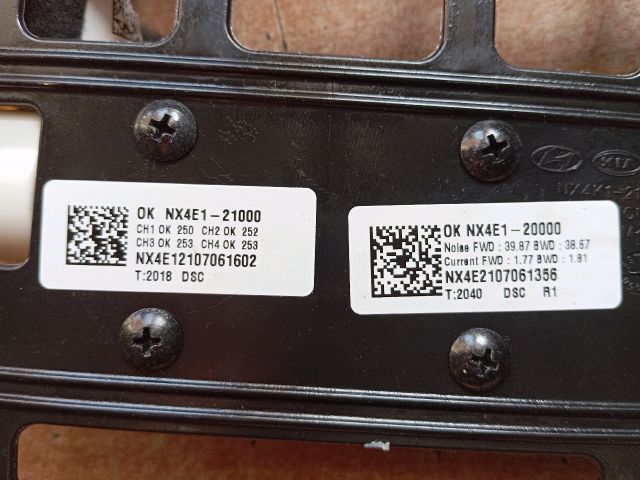 OK NX4E1-21000
CH1 OK 250 CH2 OK 252
CH3 OK 253 CH4 OK 253
NX4E12107061602
T:2018 DSC
OK NX4E1-20000
Noise FWD : 39.87 BWD : 38.67
Current FWD : 1.77 BWD : 1.81
NX4E2107061356
T:2040 DSC R1